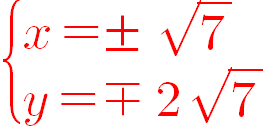 x = ± √7
y = ∓ 2√7